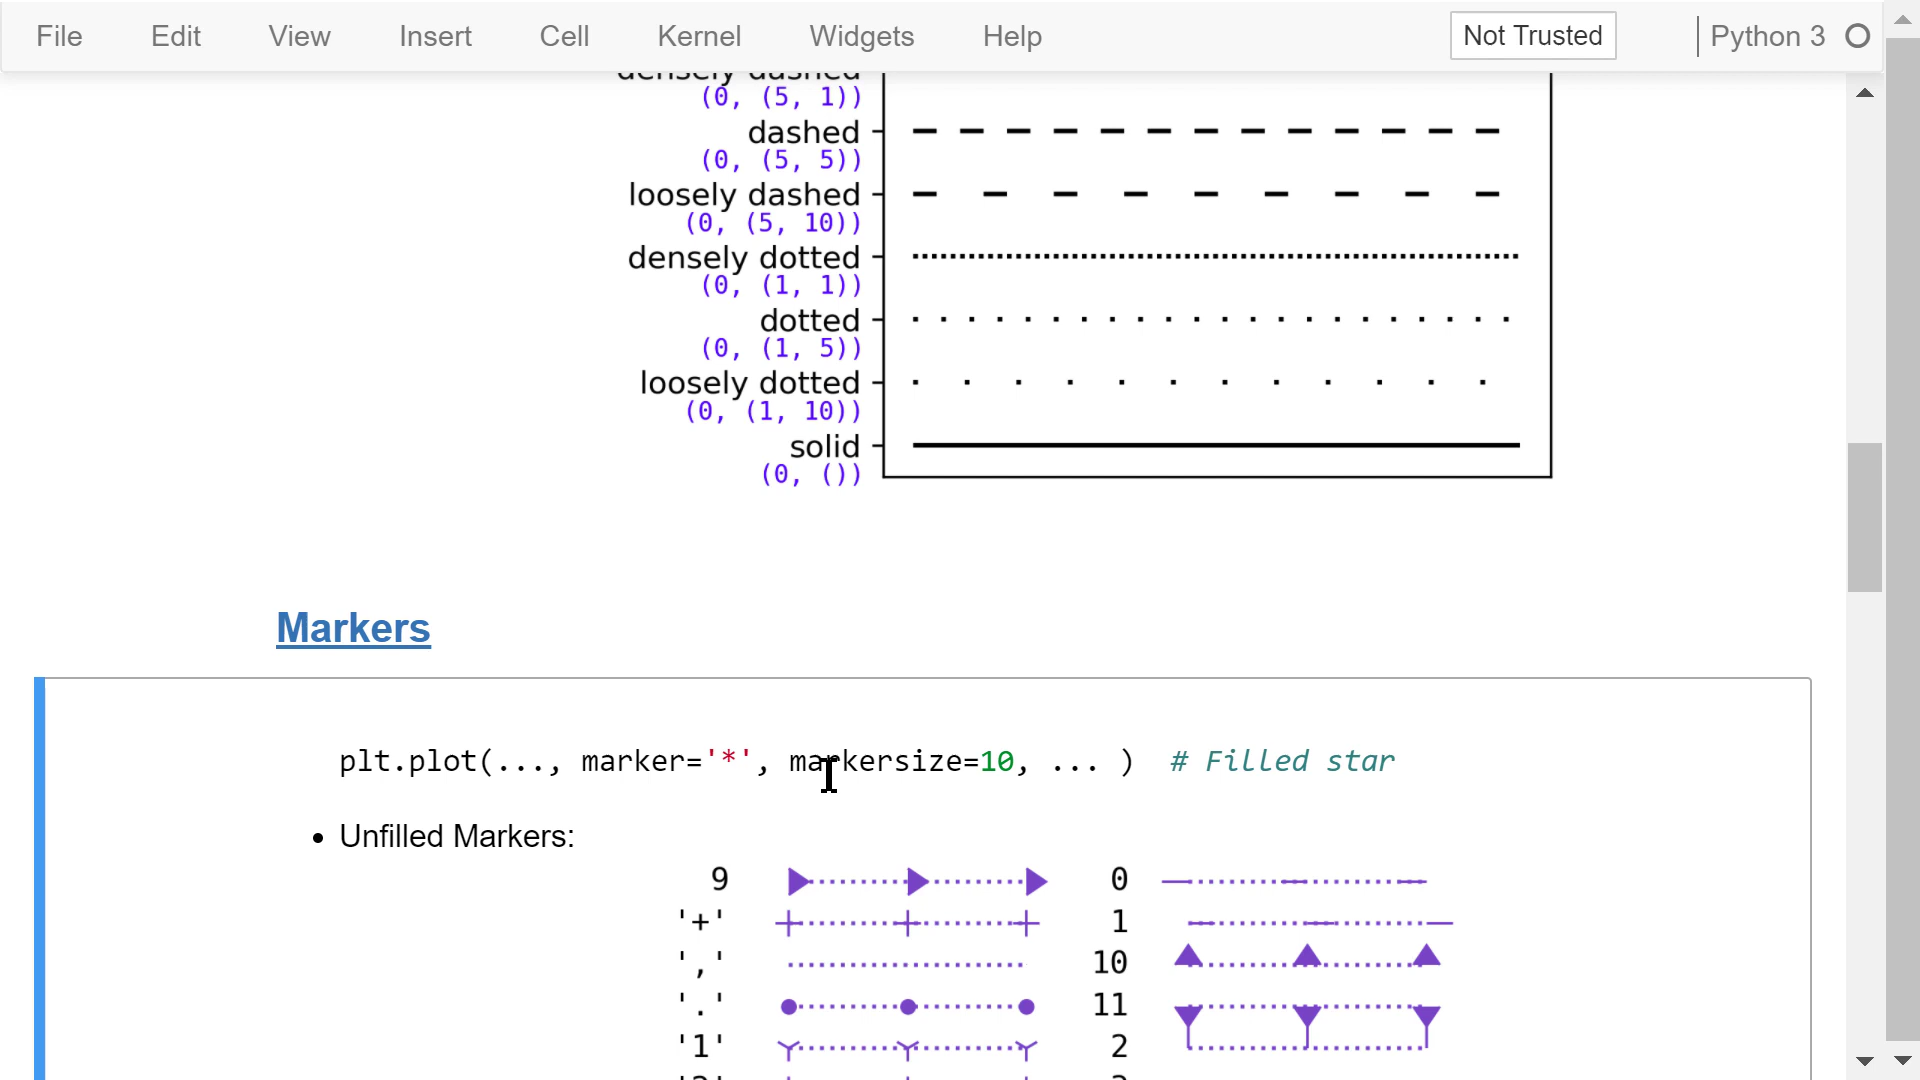 File Edit View Insert Cell Kernel Widgets Help Not Trusted Python 3
densely dashed
(0, (5, 1))
dashed
(0, (5, 5))
loosely dashed
(0, (5, 10))
densely dotted
(0, (1, 1))
dotted
(0, (1, 5))
loosely dotted
(0, (1, 10))
solid
(0, ())
Markers
plt.plot(..., marker='*', markersize=10, ... ) # Filled star
• Unfilled Markers:
9 0
'+' 1
',' 10
'.' 11
'1' 2